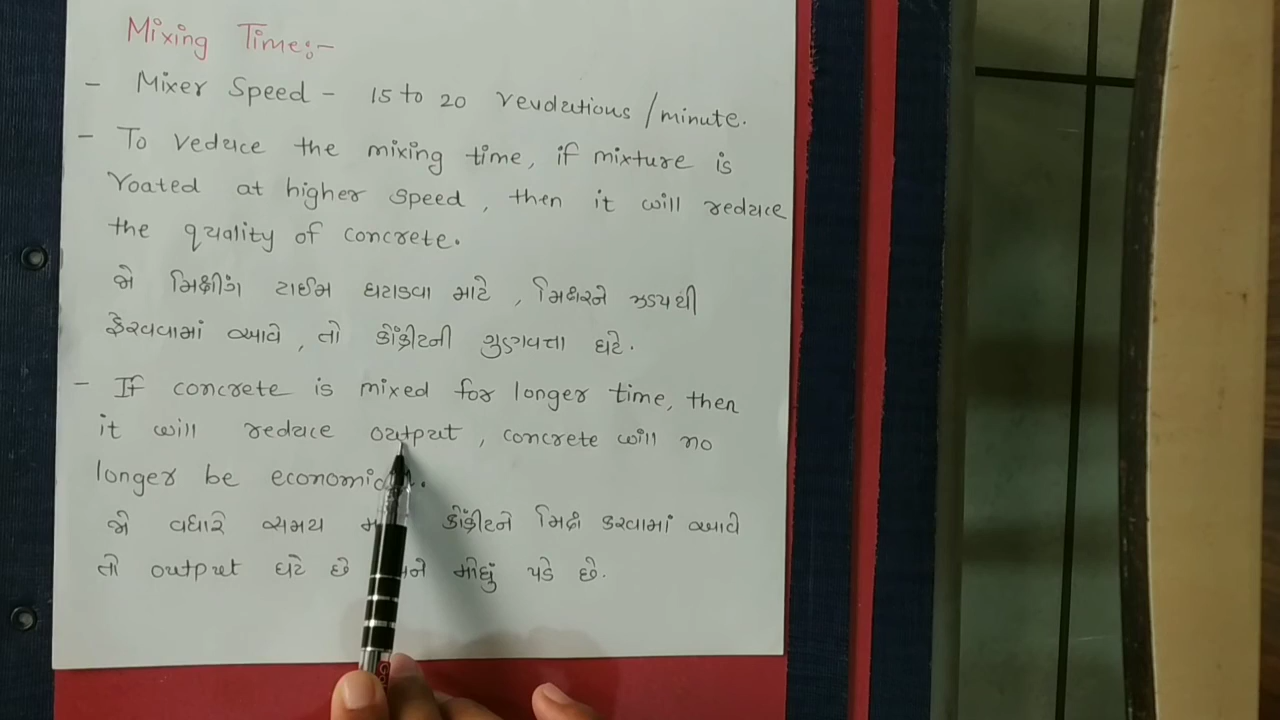 Mixing Time:-
- Mixer Speed - 15 to 20 revolutions /minute.
- To reduce the mixing time, if mixture is
roated at higher speed, then it will reduce
the quality of concrete.
જો મિક્ષીંગ ટાઈમ ઘટાડવા માટે, મિક્ષરને ઝડપથી
ફેરવવામાં આવે, તો કોંક્રીટની ગુણવત્તા ઘટે.
- If concrete is mixed for longer time, then
it will reduce output, concrete will no
longer be
જો વધારે સમય કોંક્રીટને મિક્ષ કરવામાં આવે
તો output ઘટે છે મોઘું પડે છે.